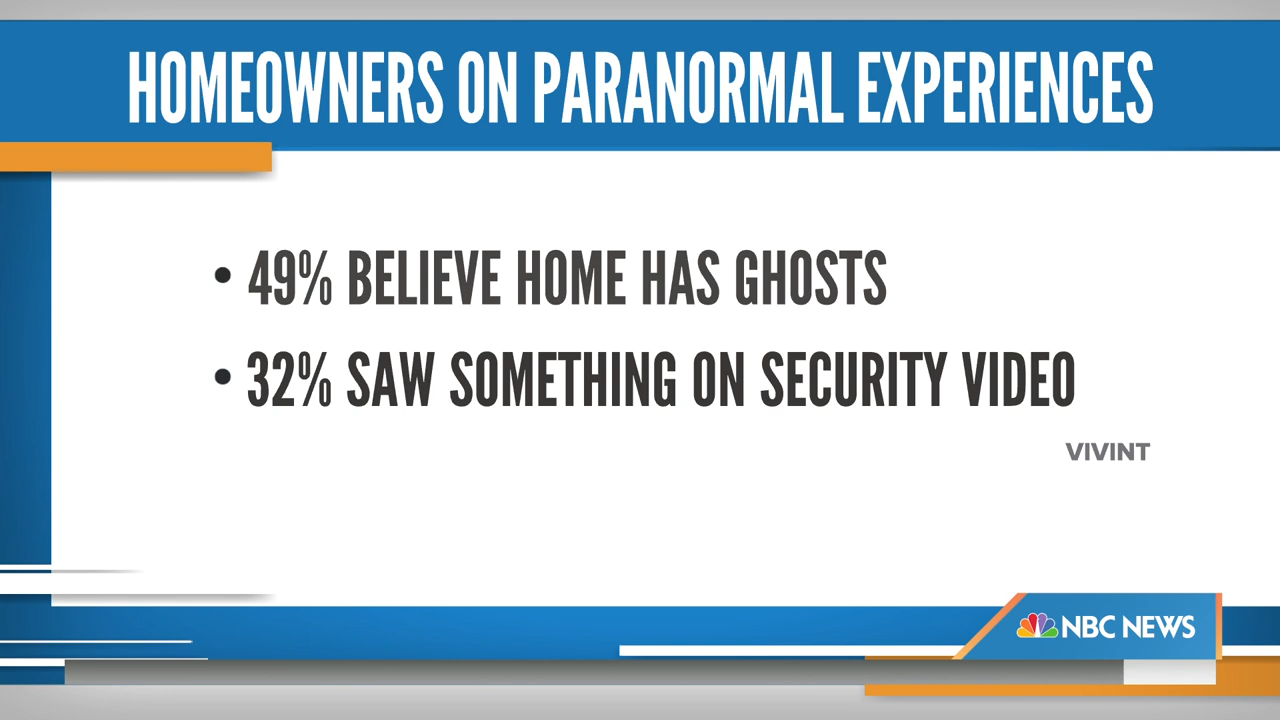 HOMEOWNERS ON PARANORMAL EXPERIENCES
• 49% BELIEVE HOME HAS GHOSTS
• 32% SAW SOMETHING ON SECURITY VIDEO
VIVINT
NBC NEWS